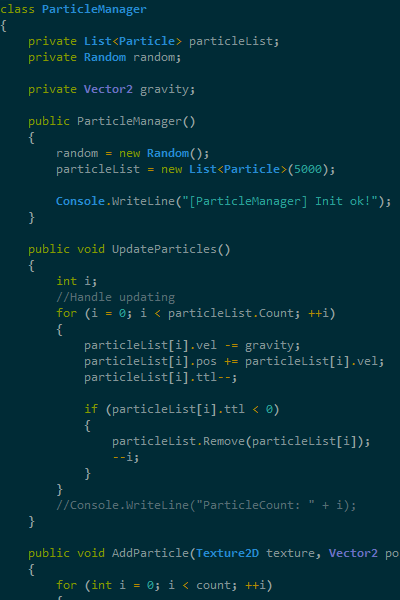 class ParticleManager
{
    private List<Particle> particleList;
    private Random random;

    private Vector2 gravity;

    public ParticleManager()
    {
        random = new Random();
        particleList = new List<Particle>(5000);

        Console.WriteLine("[ParticleManager] Init ok!");
    }

    public void UpdateParticles()
    {
        int i;
        //Handle updating
        for (i = 0; i < particleList.Count; ++i)
        {
            particleList[i].vel -= gravity;
            particleList[i].pos += particleList[i].vel;
            particleList[i].ttl--;

            if (particleList[i].ttl < 0)
            {
                particleList.Remove(particleList[i]);
                --i;
            }
        }
        //Console.WriteLine("ParticleCount: " + i);
    }

    public void AddParticle(Texture2D texture, Vector2 po
    {
        for (int i = 0; i < count; ++i)
        {